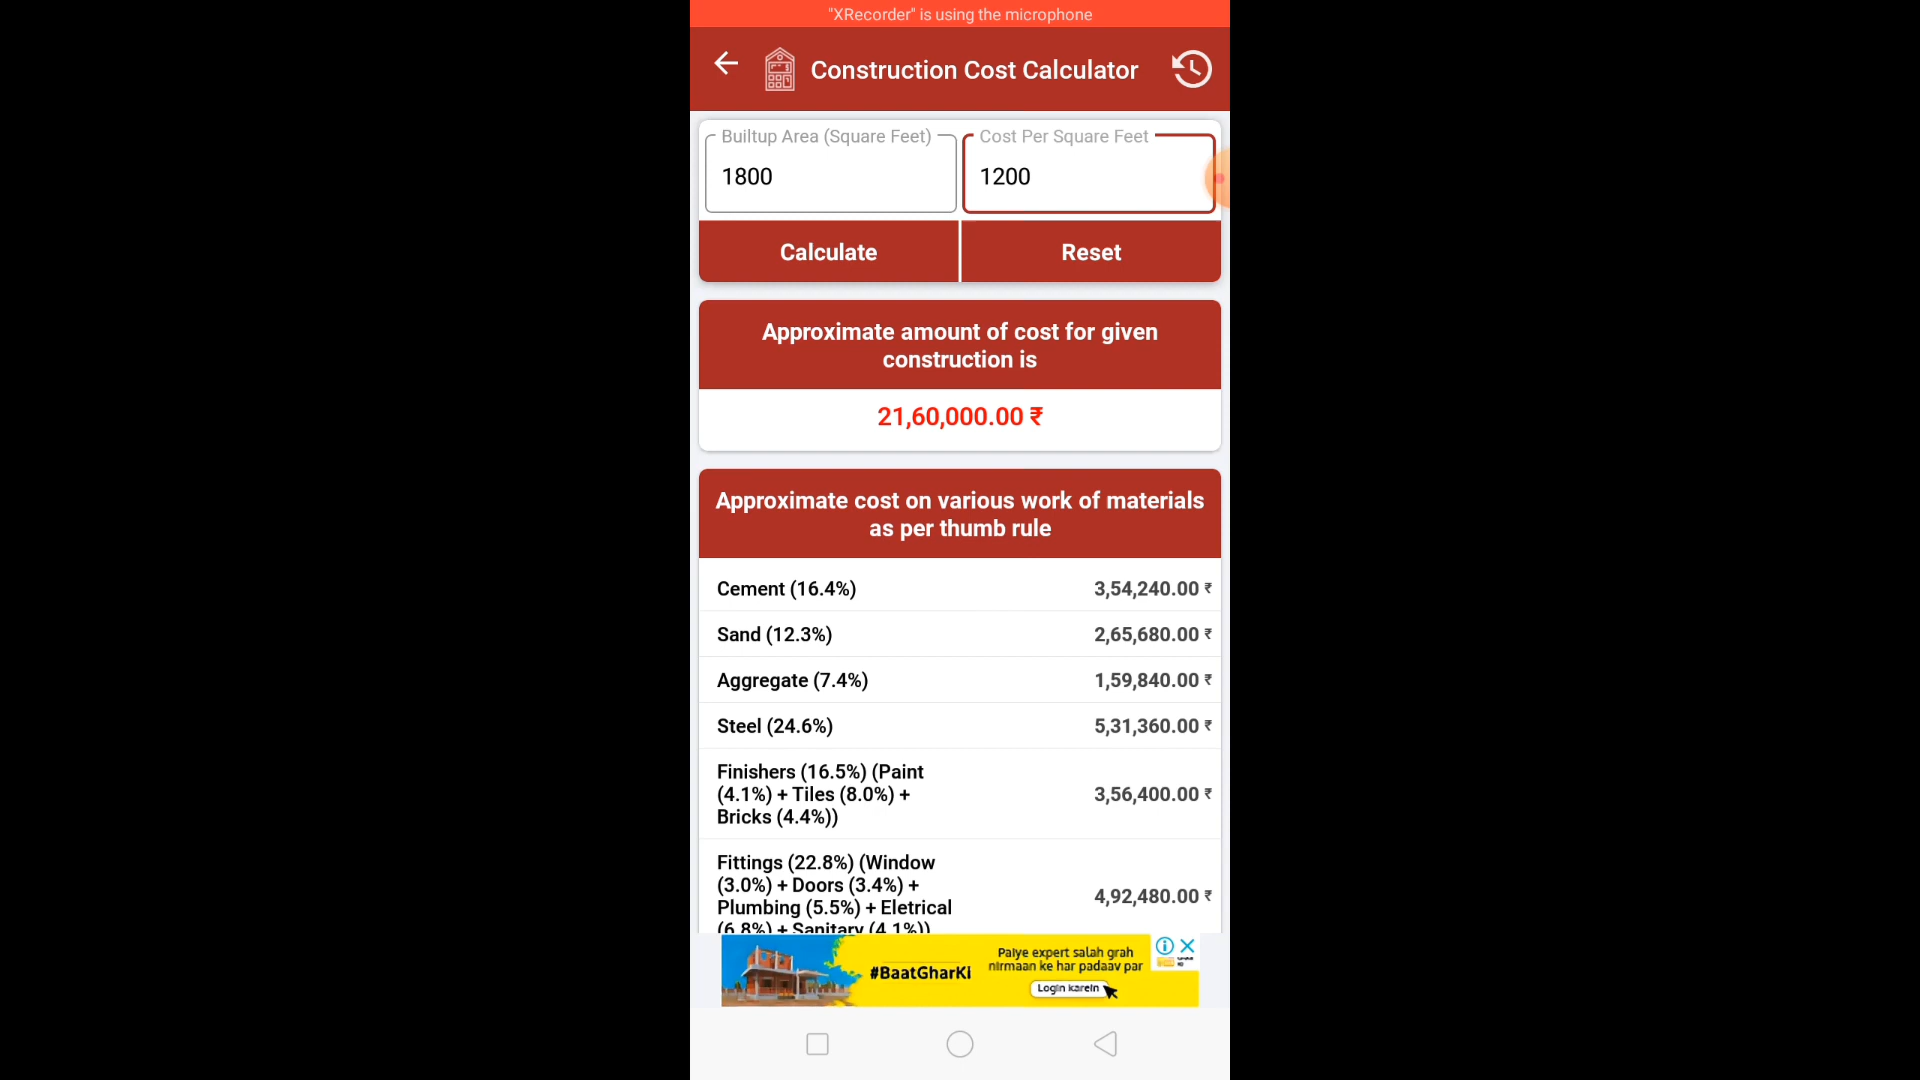 "XRecorder" is using the microphone
Construction Cost Calculator
Builtup Area (Square Feet)
Cost Per Square Feet
1800
1200
Calculate
Reset
Approximate amount of cost for given
construction is
21,60,000.00 ₹
Approximate cost on various work of materials
as per thumb rule
Cement (16.4%)
3,54,240.00 ₹
Sand (12.3%)
2,65,680.00 ₹
Aggregate (7.4%)
1,59,840.00 ₹
Steel (24.6%)
5,31,360.00 ₹
Finishers (16.5%) (Paint
(4.1%) + Tiles (8.0%) +
Bricks (4.4%))
3,56,400.00 ₹
Fittings (22.8%) (Window
(3.0%) + Doors (3.4%) +
Plumbing (5.5%) + Eletrical
(6.8%) + Sanitary (4.1%))
4,92,480.00 ₹
#BaatGharKi
Paiye expert salah grah
nirmaan ke har padaav par
Login karein